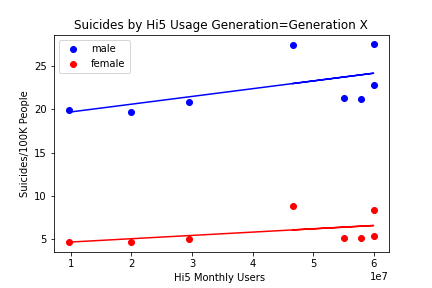 Suicides by Hi5 Usage Generation=Generation X
male
female
Suicides/100K People
25
20
15
10
5
1
2
3
4
5
6
1e7
Hi5 Monthly Users